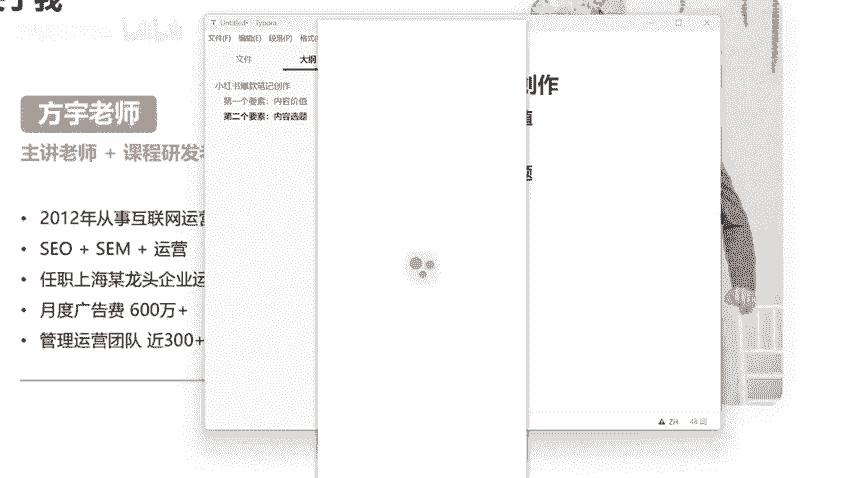 我
Untitled• - Typora
文件(F) 编辑(E) 段落(P) 格式(
文件
大纲
小红书爆款笔记创作
第一个要素：内容价值
第二个要素：内容选题
创作
值
题
方宇老师
主讲老师 + 课程研发
• 2012年从事互联网运营
• SEO + SEM + 运营
• 任职上海某龙头企业运
• 月度广告费 600万+
• 管理运营团队 近300+
ZH
48 词